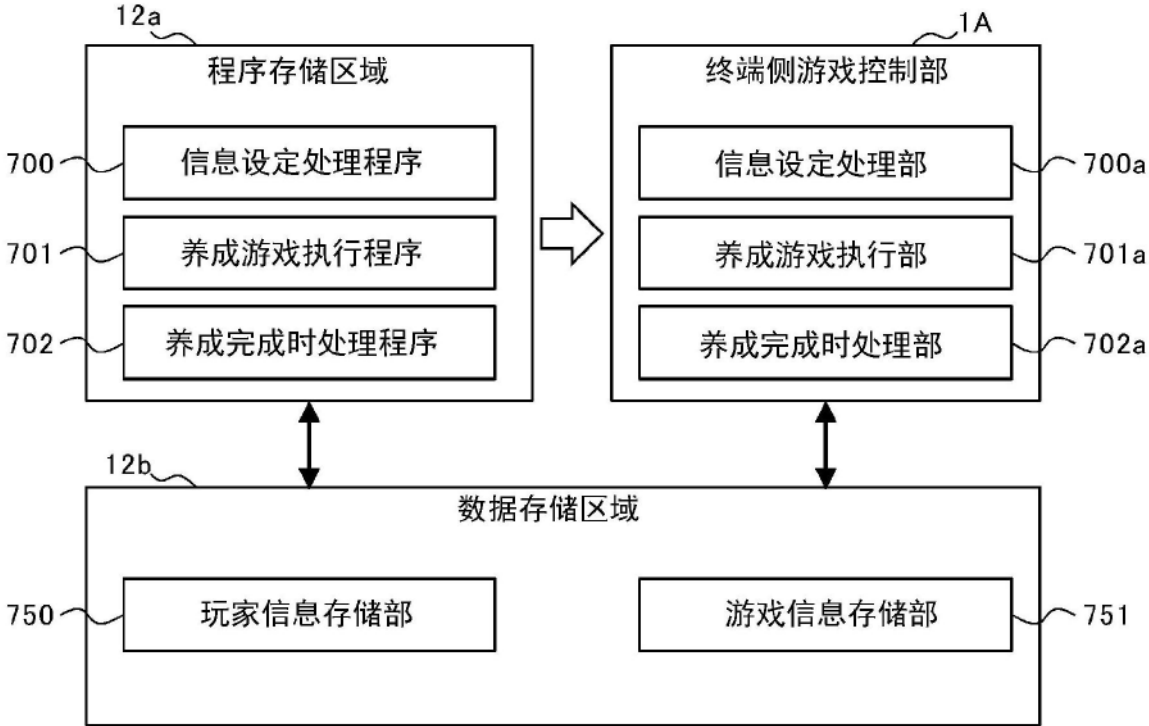 12a
1A
程序存储区域
终端侧游戏控制部
700
信息设定处理程序
信息设定处理部
700a
701
养成游戏执行程序
养成游戏执行部
701a
702
养成完成时处理程序
养成完成时处理部
702a
12b
数据存储区域
750
玩家信息存储部
游戏信息存储部
751